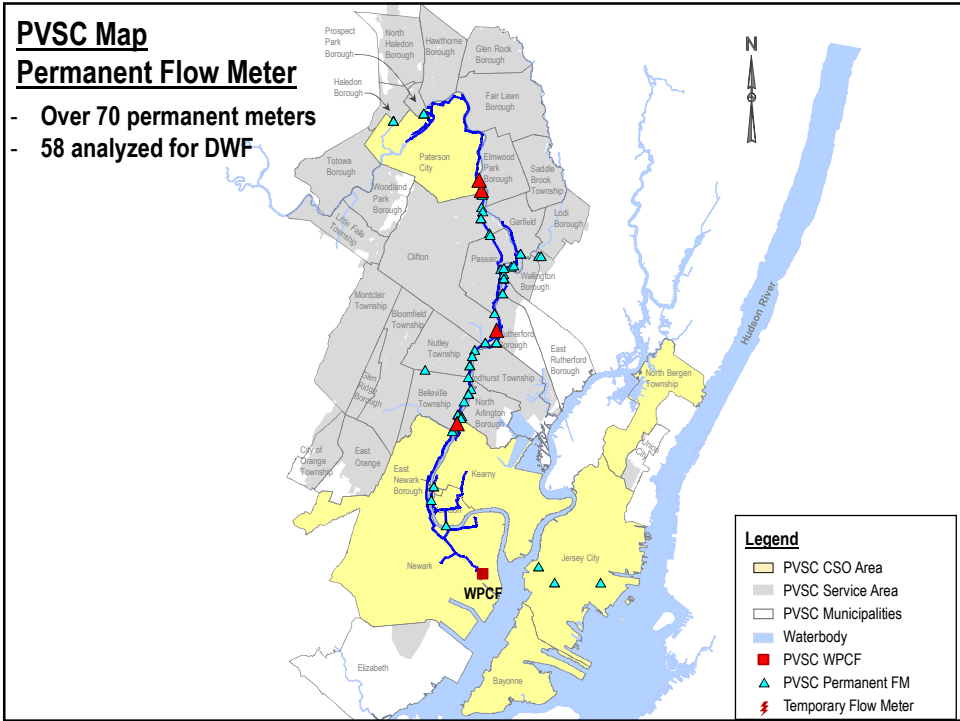 PVSC Map
Permanent Flow Meter
- Over 70 permanent meters
- 58 analyzed for DWF
Prospect
Park
Borough
North
Haledon
Borough
Hawthorne
Borough
Glen Rock
Borough
Haledon
Borough
Fair Lawn
Borough
N
Totowa
Borough
Paterson
City
Elmwood
Park
Borough
Saddle
Brook
Township
Woodland
Park
Borough
Little Falls
Township
Garfield
Lodi
Borough
Clifton
Passaic
Wallington
Borough
Montclair
Township
Bloomfield
Township
Nutley
Township
utherford
Borough
East
Rutherford
Borough
Hudson River
Glen
Ridge
Borough
Belleville
Township
ndhurst Township
North
Arlington
Borough
North Bergen
Township
Union
City
City of
Orange
Township
East
Orange
East
Newark
Borough
Kearny
Newark
WPCF
Jersey City
Elizabeth
Bayonne
Legend
PVSC CSO Area
PVSC Service Area
PVSC Municipalities
Waterbody
PVSC WPCF
PVSC Permanent FM
Temporary Flow Meter